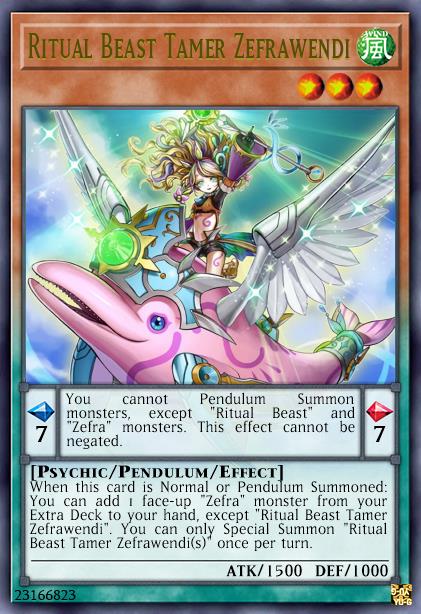 Ritual Beast Tamer Zefrawendi
WIND
風
You cannot Pendulum Summon
monsters, except "Ritual Beast" and
"Zefra" monsters. This effect cannot be
negated.
7
7
[Psychic/Pendulum/Effect]
When this card is Normal or Pendulum Summoned:
You can add 1 face-up "Zefra" monster from your
Extra Deck to your hand, except "Ritual Beast Tamer
Zefrawendi". You can only Special Summon "Ritual
Beast Tamer Zefrawendi(s)" once per turn.
ATK/1500 DEF/1000
23166823